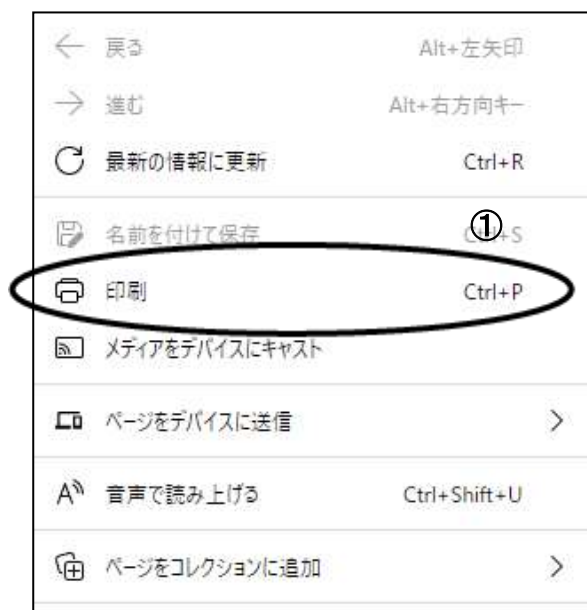 戻る Alt+左矢印
進む Alt+右方向キー
最新の情報に更新 Ctrl+R
①
名前を付けて保存 Ctrl+S
印刷 Ctrl+P
メディアをデバイスにキャスト
ページをデバイスに送信
音声で読み上げる Ctrl+Shift+U
ページをコレクションに追加